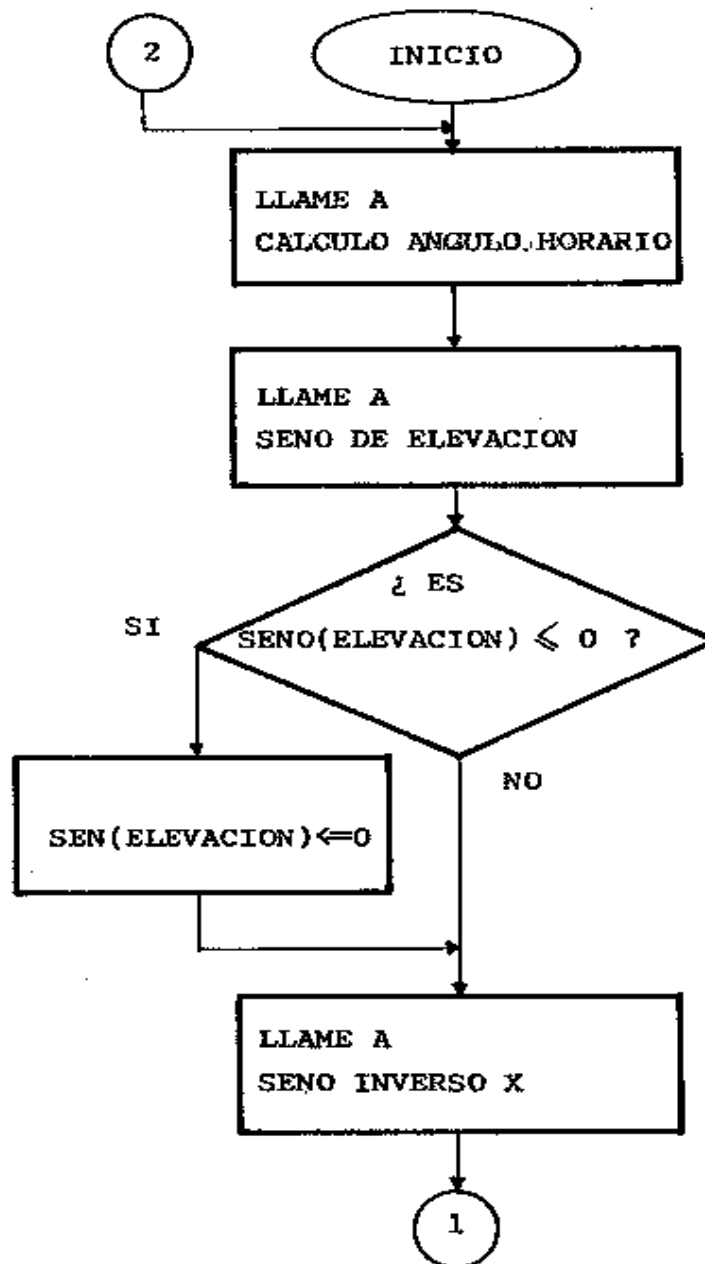 2
INICIO
LLAME A
CALCULO ANGULO HORARIO
LLAME A
SENO DE ELEVACION
¿ ES
SI
SENO(ELEVACION) ⩽ 0 ?
NO
SEN(ELEVACION)<=0
LLAME A
SENO INVERSO X
1